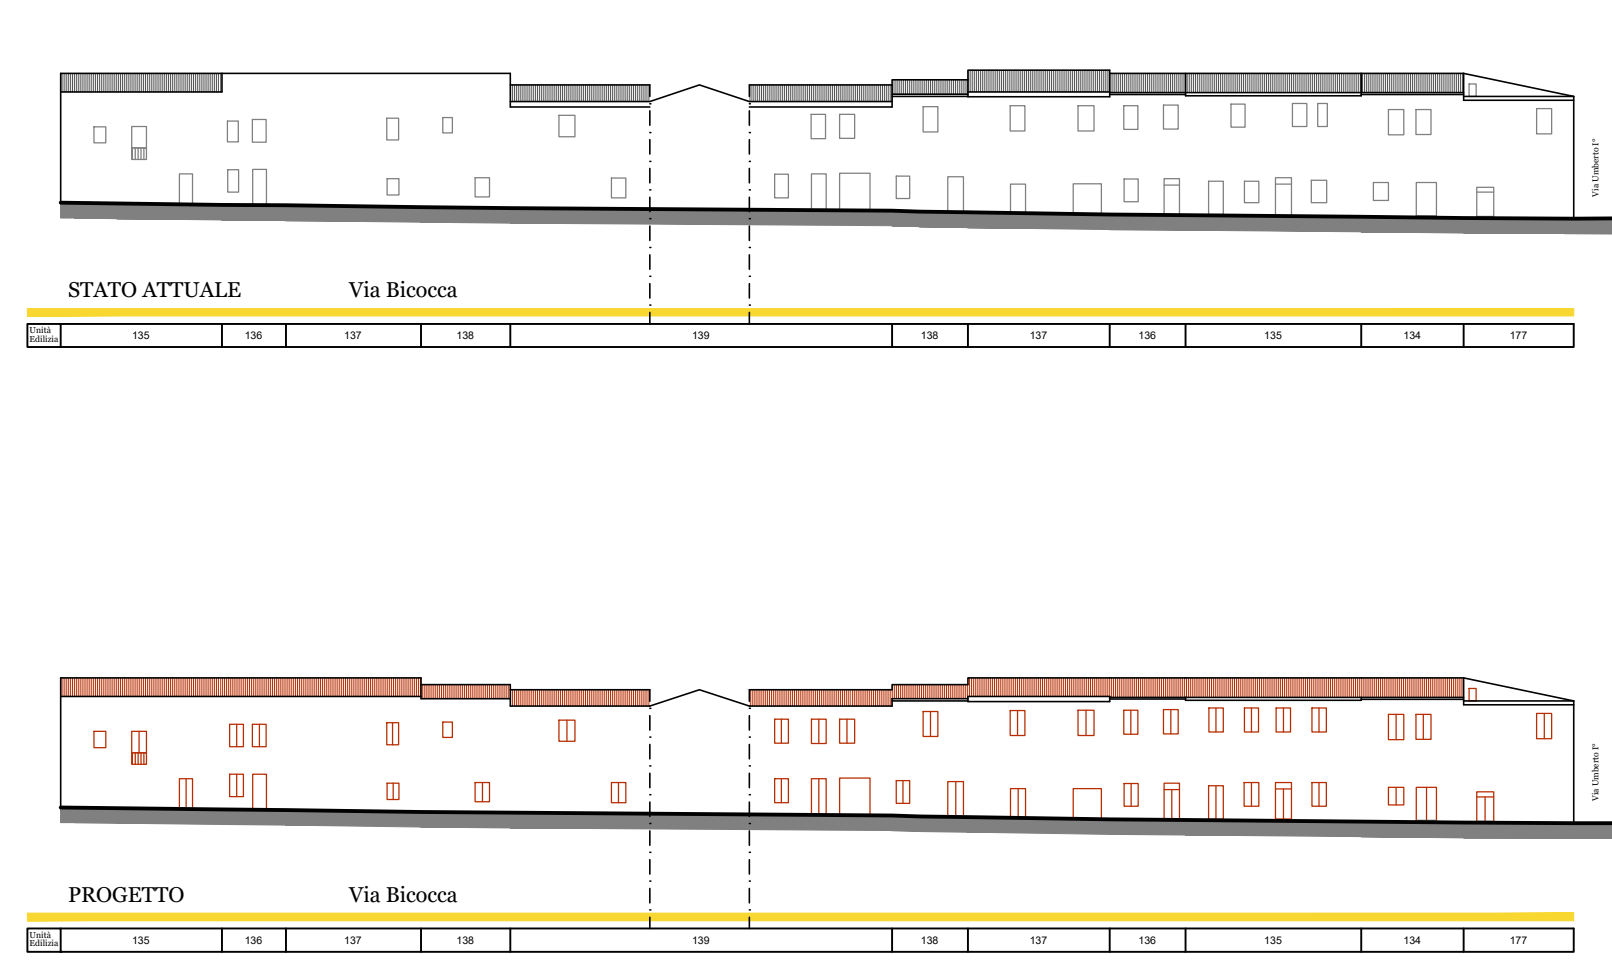 Via Umberto I°
STATO ATTUALE Via Bicocca
Unità
Edilizia
135 136 137 138 139 138 137 136 135 134 177
Via Umberto I°
PROGETTO Via Bicocca
Unità
Edilizia
135 136 137 138 139 138 137 136 135 134 177